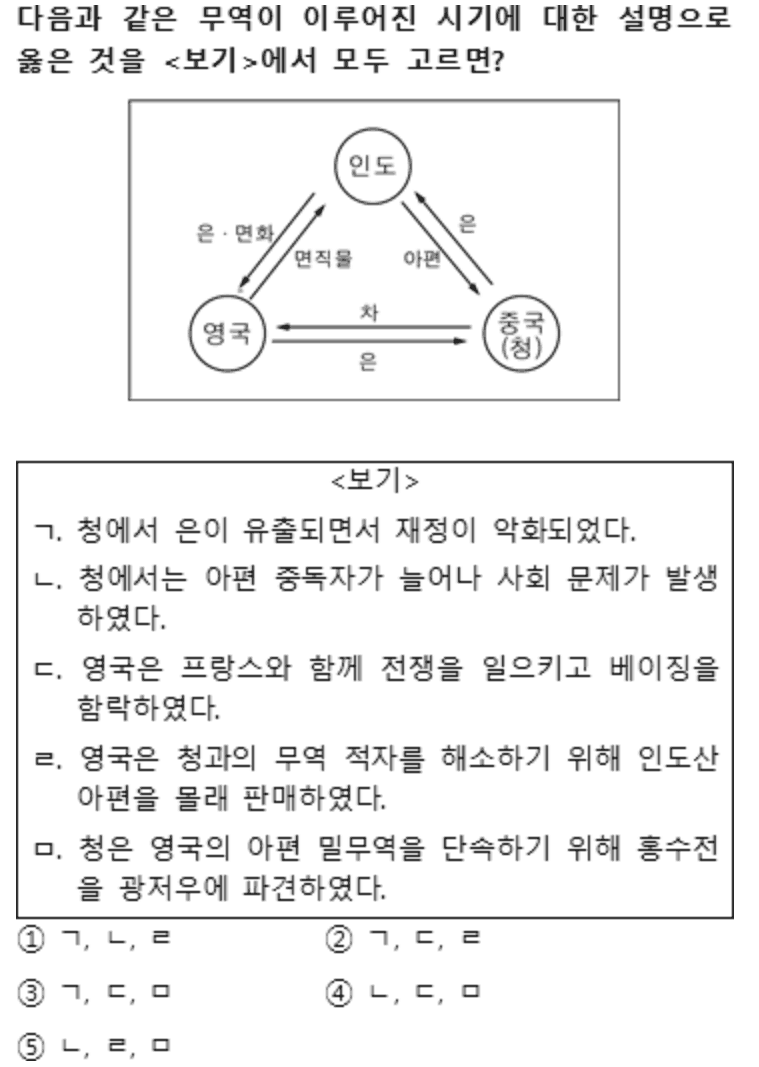 다음과 같은 무역이 이루어진 시기에 대한 설명으로
옳은 것을 <보기>에서 모두 고르면?
인도
은 · 면화
면직물
아편
은
영국
차
은
중국
(청)
<보기>
ㄱ. 청에서 은이 유출되면서 재정이 악화되었다.
ㄴ. 청에서는 아편 중독자가 늘어나 사회 문제가 발생
하였다.
ㄷ. 영국은 프랑스와 함께 전쟁을 일으키고 베이징을
함락하였다.
ㄹ. 영국은 청과의 무역 적자를 해소하기 위해 인도산
아편을 몰래 판매하였다.
ㅁ. 청은 영국의 아편 밀무역을 단속하기 위해 홍수전
을 광저우에 파견하였다.
① ㄱ, ㄴ, ㄹ ② ㄱ, ㄷ, ㄹ
③ ㄱ, ㄷ, ㅁ ④ ㄴ, ㄷ, ㅁ
⑤ ㄴ, ㄹ, ㅁ